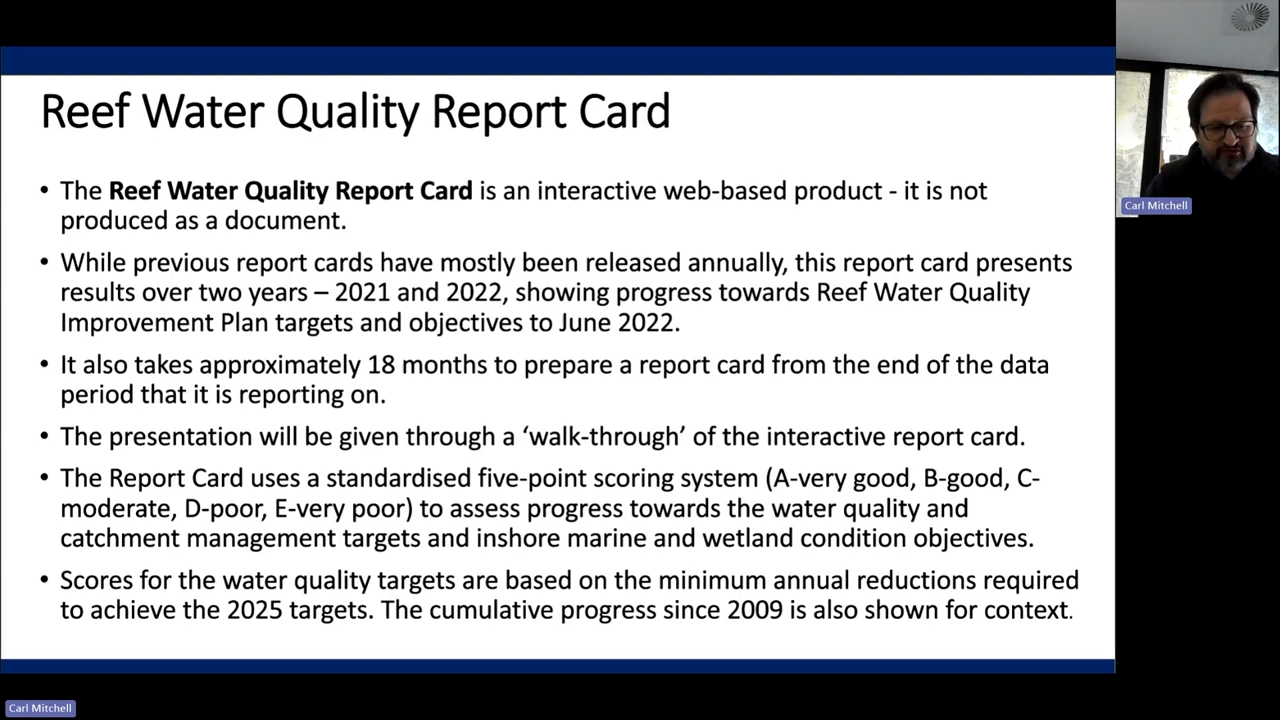 Reef Water Quality Report Card
• The Reef Water Quality Report Card is an interactive web-based product - it is not
produced as a document.
• While previous report cards have mostly been released annually, this report card presents
results over two years – 2021 and 2022, showing progress towards Reef Water Quality
Improvement Plan targets and objectives to June 2022.
• It also takes approximately 18 months to prepare a report card from the end of the data
period that it is reporting on.
• The presentation will be given through a ‘walk-through’ of the interactive report card.
• The Report Card uses a standardised five-point scoring system (A-very good, B-good, C-
moderate, D-poor, E-very poor) to assess progress towards the water quality and
catchment management targets and inshore marine and wetland condition objectives.
• Scores for the water quality targets are based on the minimum annual reductions required
to achieve the 2025 targets. The cumulative progress since 2009 is also shown for context.
Carl Mitchell
Carl Mitchell